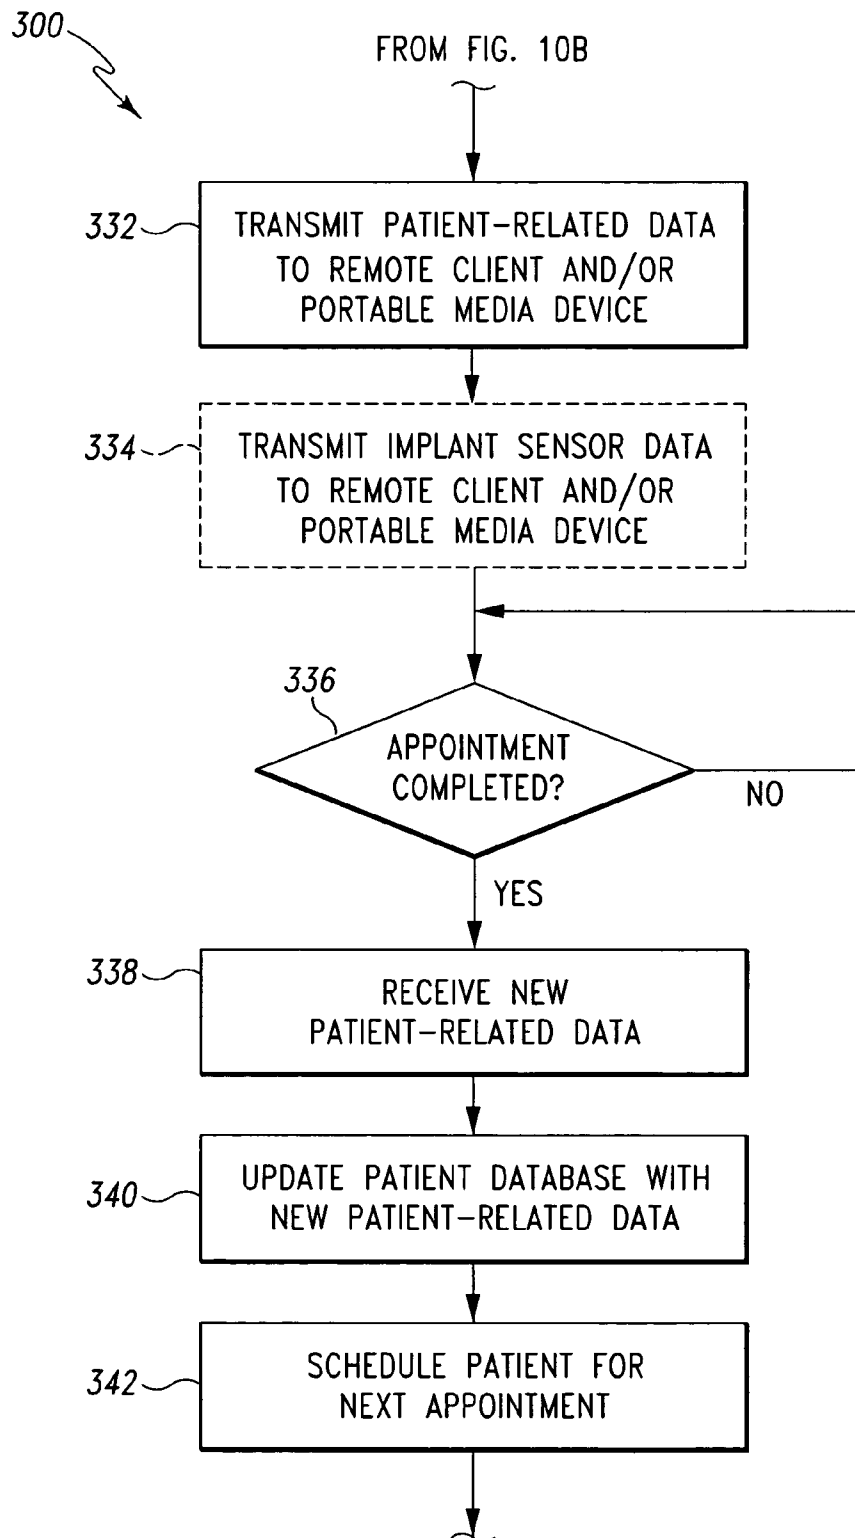 300
FROM FIG. 10B
332
TRANSMIT PATIENT-RELATED DATA
TO REMOTE CLIENT AND/OR
PORTABLE MEDIA DEVICE
334
TRANSMIT IMPLANT SENSOR DATA
TO REMOTE CLIENT AND/OR
PORTABLE MEDIA DEVICE
336
APPOINTMENT
COMPLETED?
NO
YES
338
RECEIVE NEW
PATIENT-RELATED DATA
340
UPDATE PATIENT DATABASE WITH
NEW PATIENT-RELATED DATA
342
SCHEDULE PATIENT FOR
NEXT APPOINTMENT